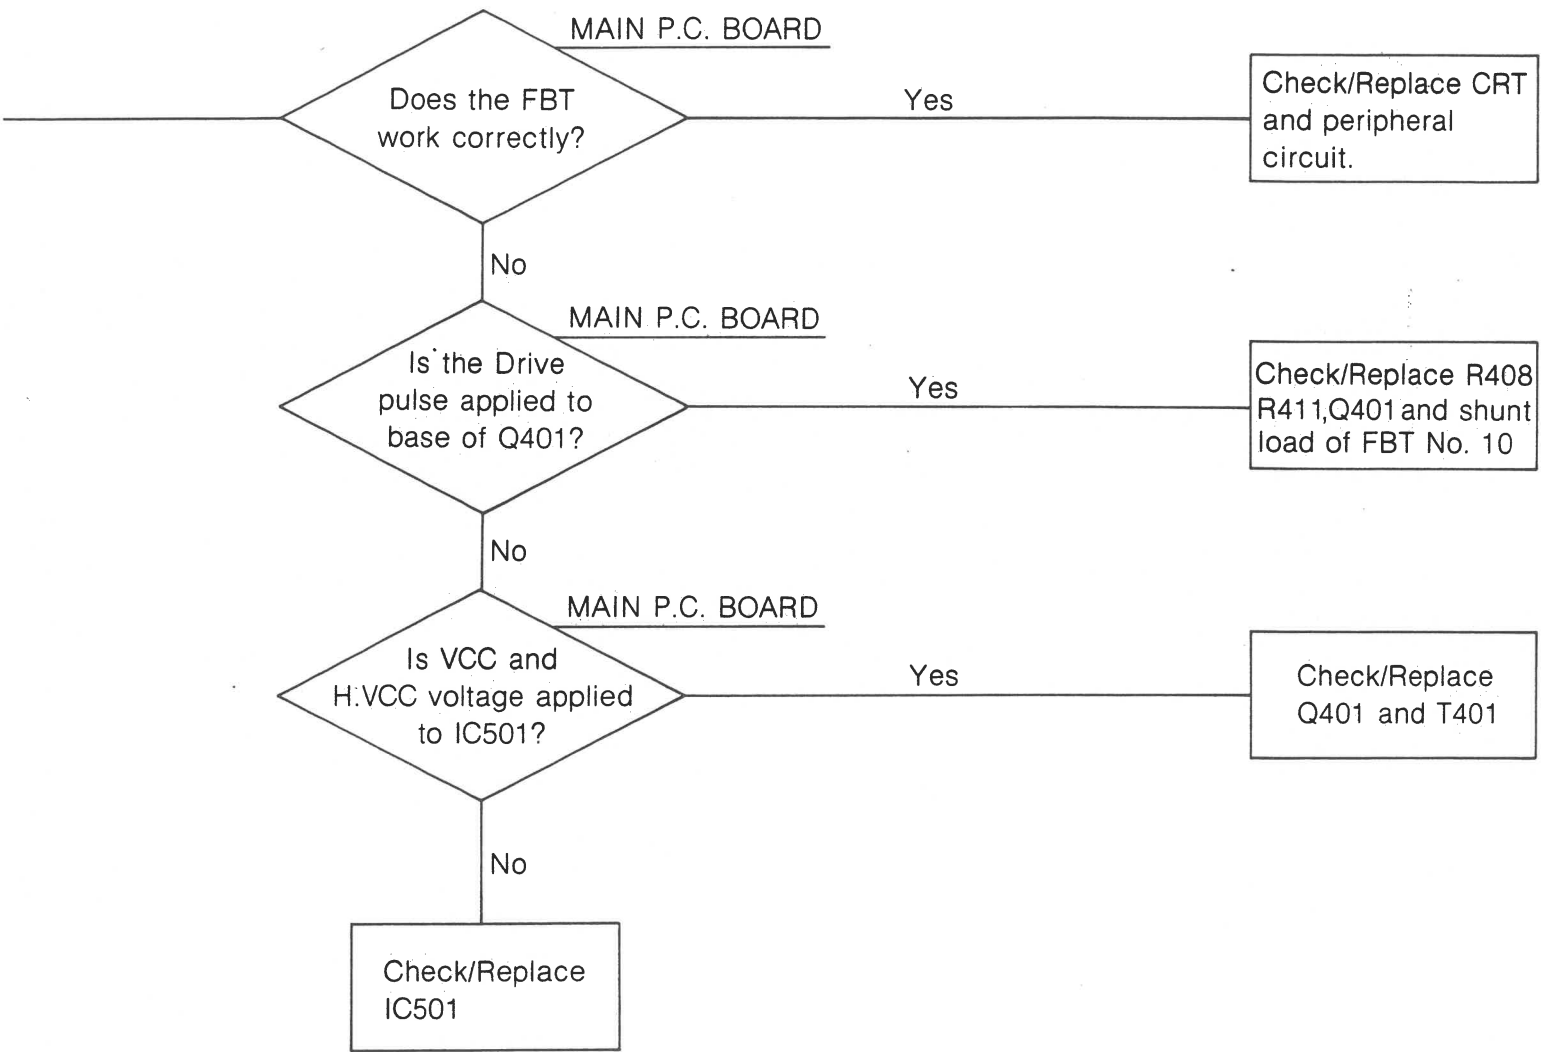 MAIN P.C. BOARD
Does the FBT
work correctly?
Yes
Check/Replace CRT
and peripheral
circuit.
No
MAIN P.C. BOARD
Is the Drive
pulse applied to
base of Q401?
Yes
Check/Replace R408
R411,Q401 and shunt
load of FBT No. 10
No
MAIN P.C. BOARD
Is VCC and
H.VCC voltage applied
to IC501?
Yes
Check/Replace
Q401 and T401
No
Check/Replace
IC501